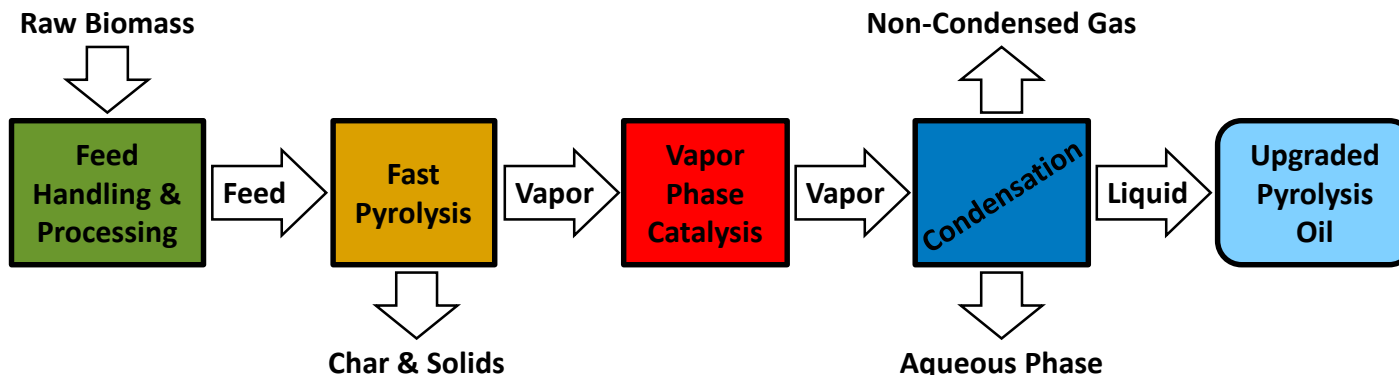 Raw Biomass
Non-Condensed Gas
Feed
Handling &
Processing
Feed
Fast
Pyrolysis
Vapor
Vapor
Phase
Catalysis
Vapor
Condensation
Liquid
Upgraded
Pyrolysis
Oil
Char & Solids
Aqueous Phase